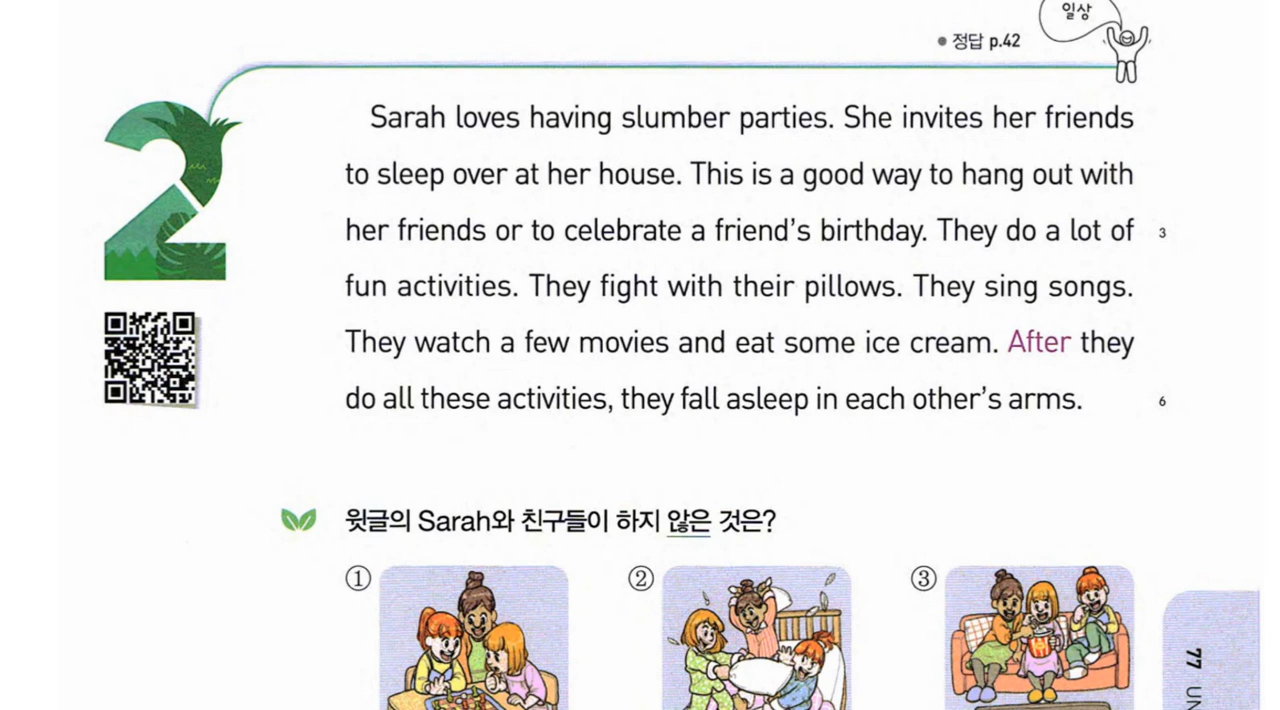 일상
정답 p.42
2
Sarah loves having slumber parties. She invites her friends
to sleep over at her house. This is a good way to hang out with
her friends or to celebrate a friend's birthday. They do a lot of 3
fun activities. They fight with their pillows. They sing songs.
They watch a few movies and eat some ice cream. After they
do all these activities, they fall asleep in each other's arms. 6
윗글의 Sarah와 친구들이 하지 않은 것은?
① ② ③
77 UN